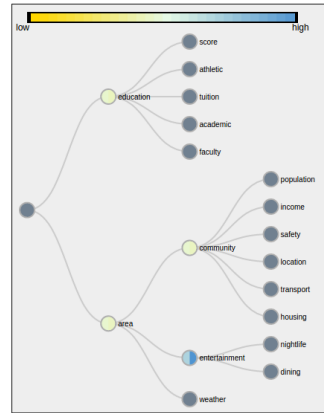 low high
score
athletic
education
tuition
academic
faculty
population
income
safety
community
location
transport
housing
area
nightlife
entertainment
dining
weather